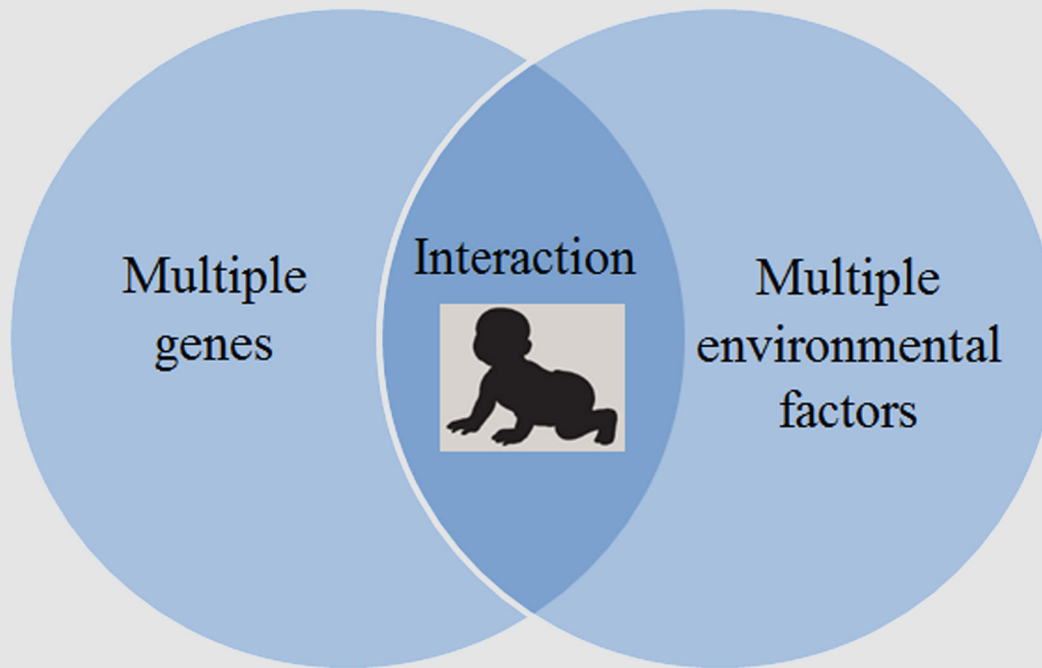 Multiple
genes
Interaction
Multiple
environmental
factors